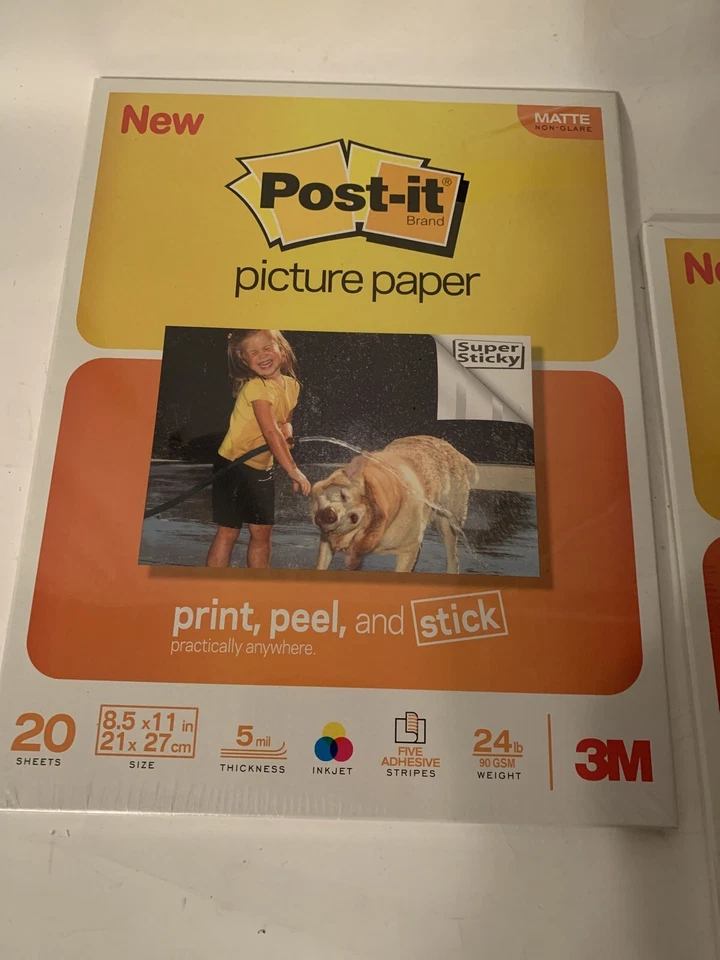 New
MATTE
NON-GLARE
Post-it®
Brand
picture paper
Super
Sticky
print, peel, and stick
practically anywhere.
20
SHEETS
8.5 x 11 in
21 x 27 cm
SIZE
5 mil
THICKNESS
INKJET
FIVE
ADHESIVE
STRIPES
24 lb
90 GSM
WEIGHT
3M
Ne